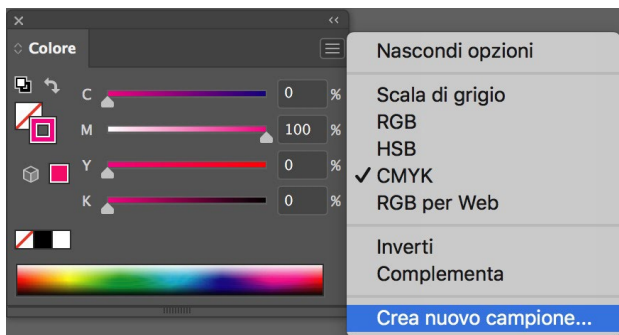 Colore
C 0 %
M 100 %
Y 0 %
K 0 %
Nascondi opzioni
Scala di grigio
RGB
HSB
✓ CMYK
RGB per Web
Inverti
Complementa
Crea nuovo campione...